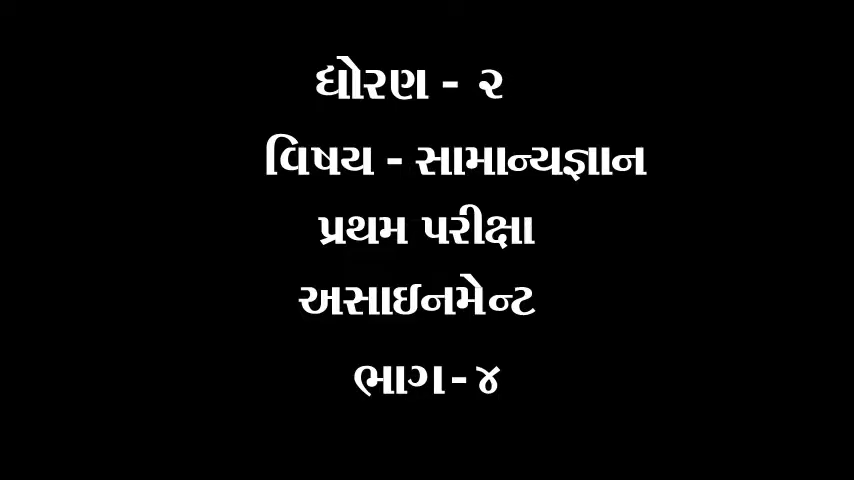 ધોરણ - ૨
વિષય - સામાન્યજ્ઞાન
પ્રથમ પરીક્ષા
અસાઇનમેન્ટ
ભાગ - ૪